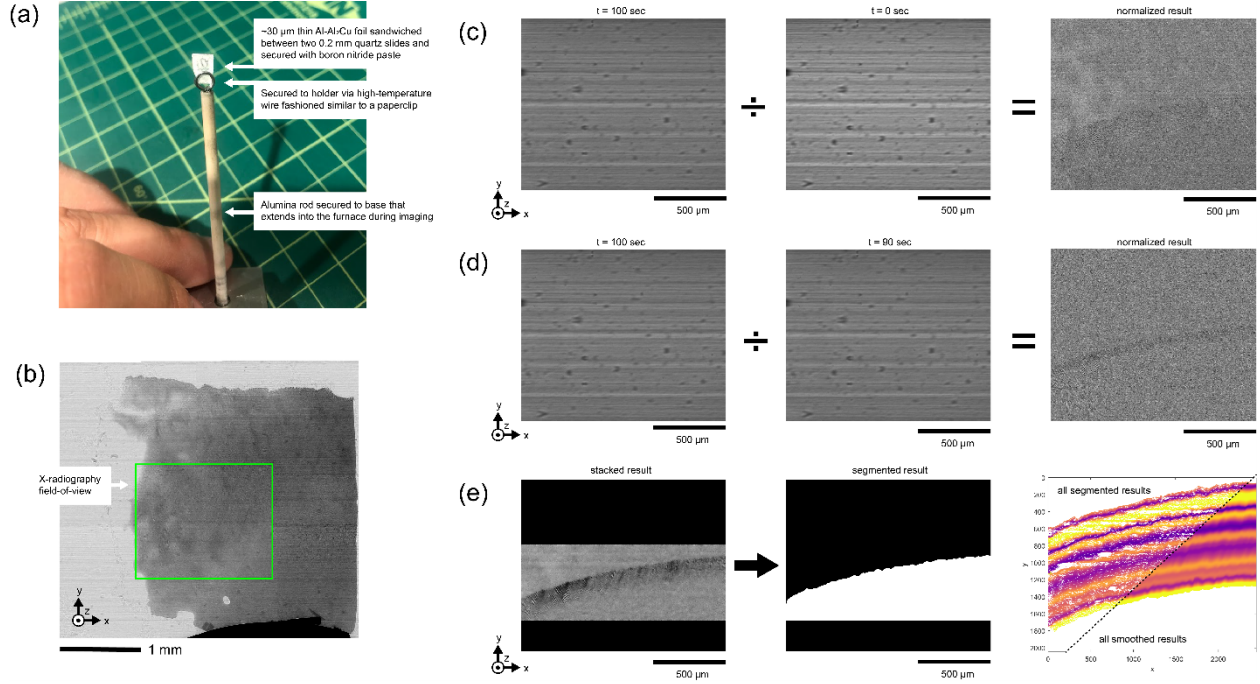 (a)
~30 µm thin Al-Al₂Cu foil sandwiched
between two 0.2 mm quartz slides and
secured with boron nitride paste
Secured to holder via high-temperature
wire fashioned similar to a paperclip
Alumina rod secured to base that
extends into the furnace during imaging
(b)
X-radiography
field-of-view
y
z
x
1 mm
(c)
t = 100 sec
t = 0 sec
normalized result
÷
=
y
z
x
500 µm
500 µm
500 µm
(d)
t = 100 sec
t = 90 sec
normalized result
÷
=
y
z
x
500 µm
500 µm
500 µm
(e)
stacked result
segmented result
y
z
x
500 µm
500 µm
all segmented results
all smoothed results
y
0
200
400
600
800
1000
1200
1400
1600
1800
2000
0
500
1000
1500
2000
x